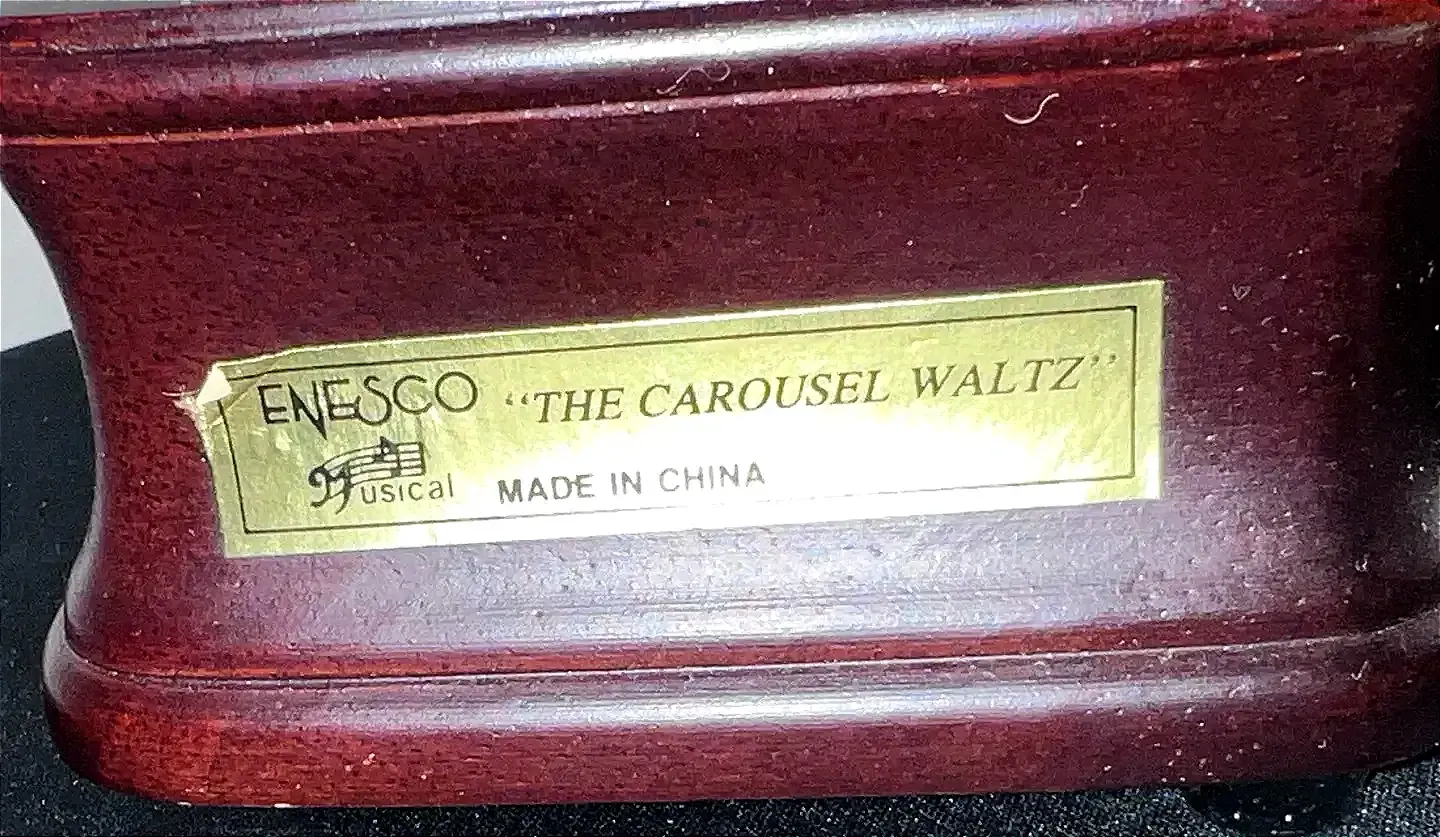 ENESCO “THE CAROUSEL WALTZ”
Musical MADE IN CHINA